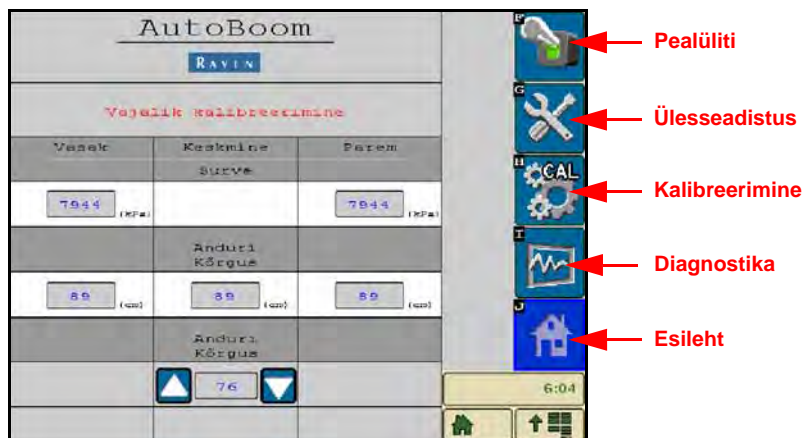 AutoBoom
RAVEN
Vajalik kalibreerimine
Vasak Keskmine Parem
Surve
7944 (kPa) 7944 (kPa)
Anduri
Kõrgus
89 (cm) 89 (cm) 89 (cm)
Anduri
Kõrgus
76
F
G
H
CAL
I
J
6:04
Pealüliti
Ülesseadistus
Kalibreerimine
Diagnostika
Esileht